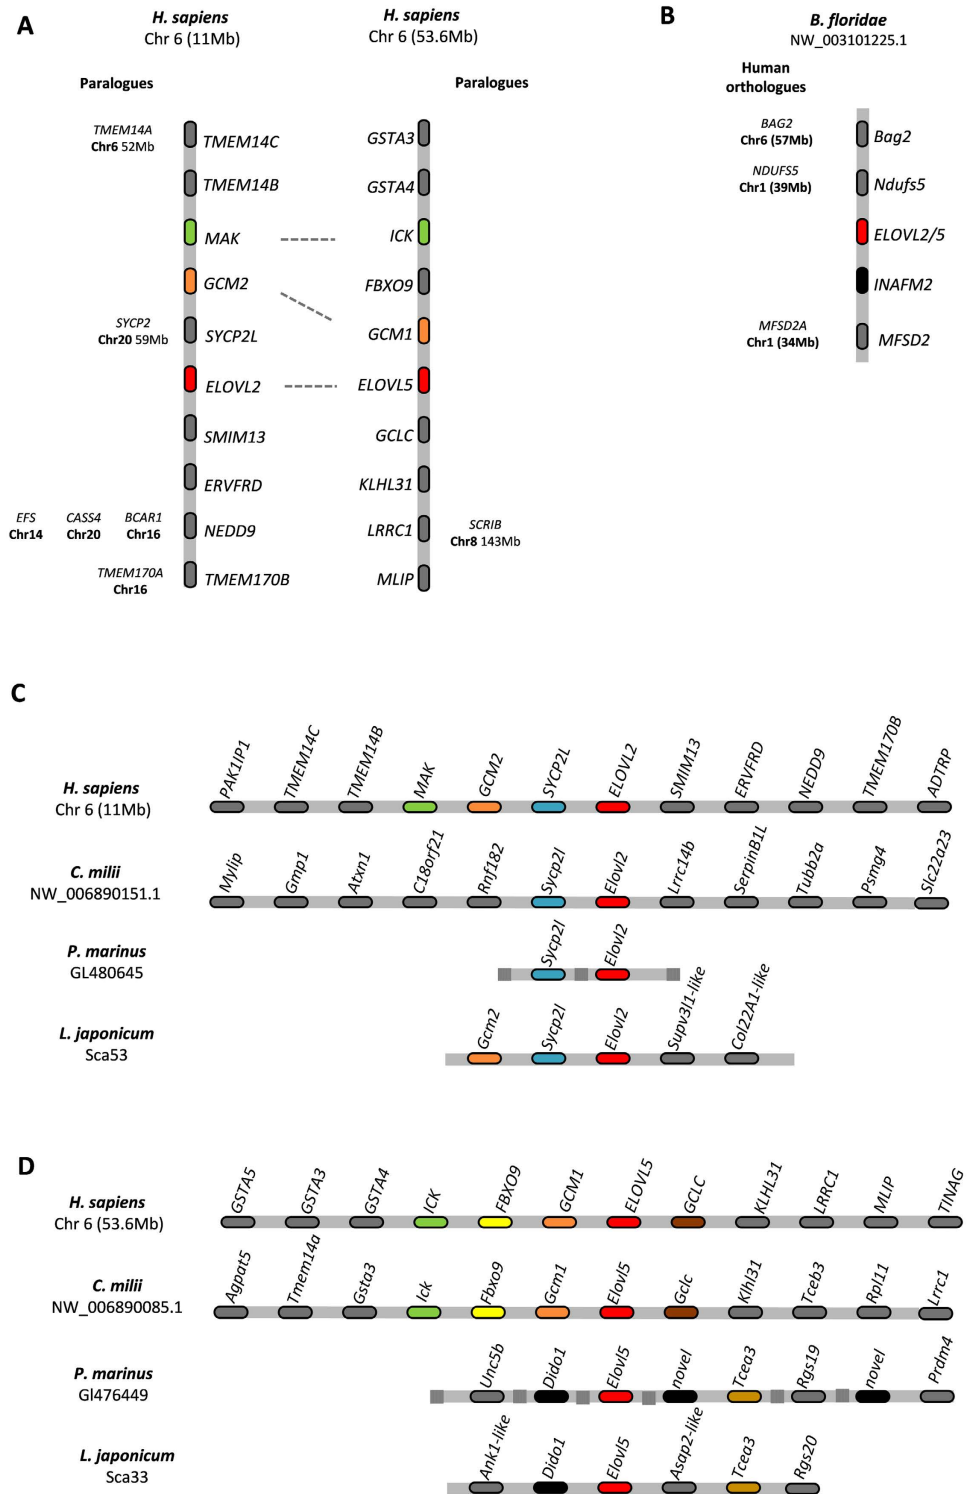 A
H. sapiens
Chr 6 (11Mb)
H. sapiens
Chr 6 (53.6Mb)
Paralogues
Paralogues
TMEM14A
Chr6 52Mb
TMEM14C
TMEM14B
MAK
GCM2
SYCP2
Chr20 59Mb
SYCP2L
ELOVL2
SMIM13
ERVFRD
EFS
Chr14
CASS4
Chr20
BCAR1
Chr16
NEDD9
TMEM170A
Chr16
TMEM170B
GSTA3
GSTA4
ICK
FBXO9
GCM1
ELOVL5
GCLC
KLHL31
LRRC1
SCRIB
Chr8 143Mb
MLIP
B
B. floridae
NW_003101225.1
Human
orthologues
BAG2
Chr6 (57Mb)
Bag2
NDUFS5
Chr1 (39Mb)
Ndufs5
ELOVL2/5
INAFM2
MFSD2A
Chr1 (34Mb)
MFSD2
C
H. sapiens
Chr 6 (11Mb)
PAK1IP1
TMEM14C
TMEM14B
MAK
GCM2
SYCP2L
ELOVL2
SMIM13
ERVFRD
NEDD9
TMEM170B
ADTRP
C. milii
NW_006890151.1
Mylip
Gmp1
Atxn1
C18orf21
Rnf182
Sycp2l
Elovl2
Lrrc14b
SerpinB1L
Tubb2a
Psmg4
Slc22a23
P. marinus
GL480645
Sycp2l
Elovl2
L. japonicum
Sca53
Gcm2
Sycp2l
Elovl2
Supv3l1-like
Col22A1-like
D
H. sapiens
Chr 6 (53.6Mb)
GSTA5
GSTA3
GSTA4
ICK
FBXO9
GCM1
ELOVL5
GCLC
KLHL31
LRRC1
MLIP
TINAG
C. milii
NW_006890085.1
Agpat5
Tmem14a
Gsta3
Ick
Fbxo9
Gcm1
Elovl5
Gclc
Klhl31
Tceb3
Rpl11
Lrrc1
P. marinus
Gl476449
Unc5b
Dido1
Elovl5
novel
Tcea3
Rgs19
novel
Prdm4
L. japonicum
Sca33
Ank1-like
Dido1
Elovl5
Asap2-like
Tcea3
Rgs20